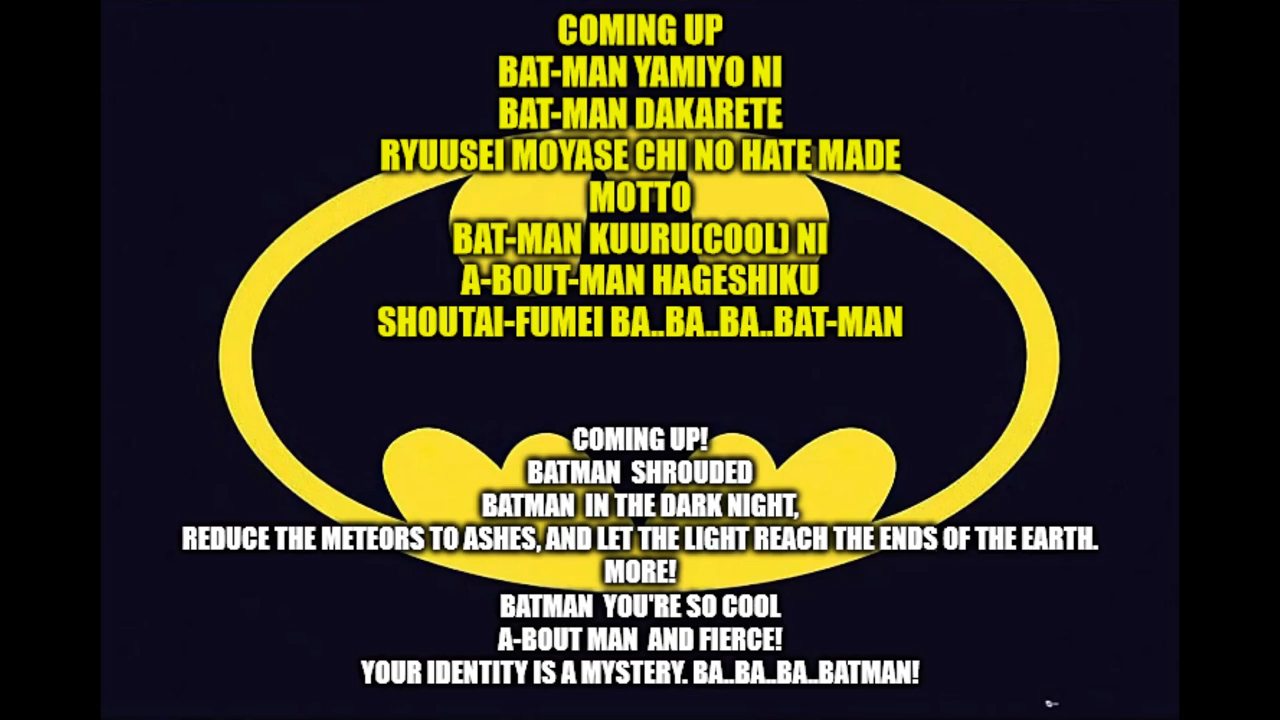 COMING UP
BAT-MAN YAMIYO NI
BAT-MAN DAKARETE
RYUUSEI MOYASE CHI NO HATE MADE
MOTTO
BAT-MAN KUURU(COOL) NI
A-BOUT-MAN HAGESHIKU
SHOUTAI-FUMEI BA..BA..BA..BAT-MAN
COMING UP!
BATMAN SHROUDED
BATMAN IN THE DARK NIGHT,
REDUCE THE METEORS TO ASHES, AND LET THE LIGHT REACH THE ENDS OF THE EARTH.
MORE!
BATMAN YOU'RE SO COOL
A-BOUT MAN AND FIERCE!
YOUR IDENTITY IS A MYSTERY. BA..BA..BA..BATMAN!